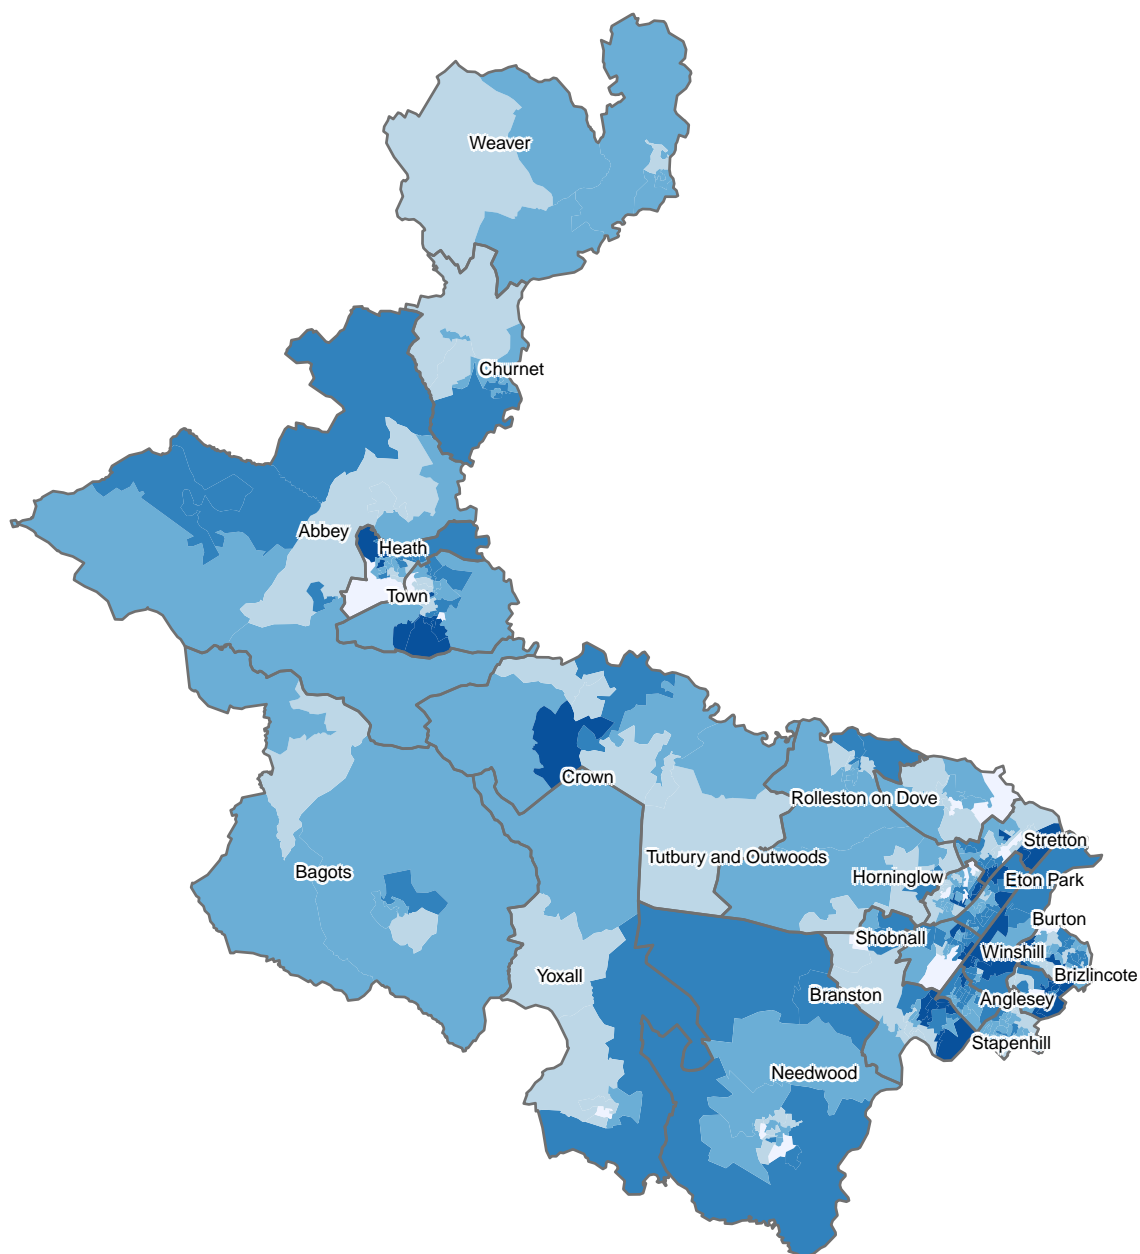 Weaver
Churnet
Abbey
Heath
Town
Crown
Rolleston on Dove
Stretton
Tutbury and Outwoods
Bagots
Horninglow
Eton Park
Burton
Shobnall
Winshill
Yoxall
Brizlincote
Branston
Anglesey
Stapenhill
Needwood